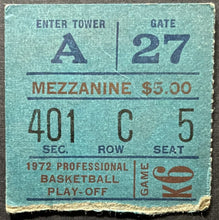 ENTER TOWER GATE
A 27
MEZZANINE $5.00
401 C 5
SEC. ROW SEAT
1972 PROFESSIONAL
BASKETBALL
PLAY-OFF
GAME K6